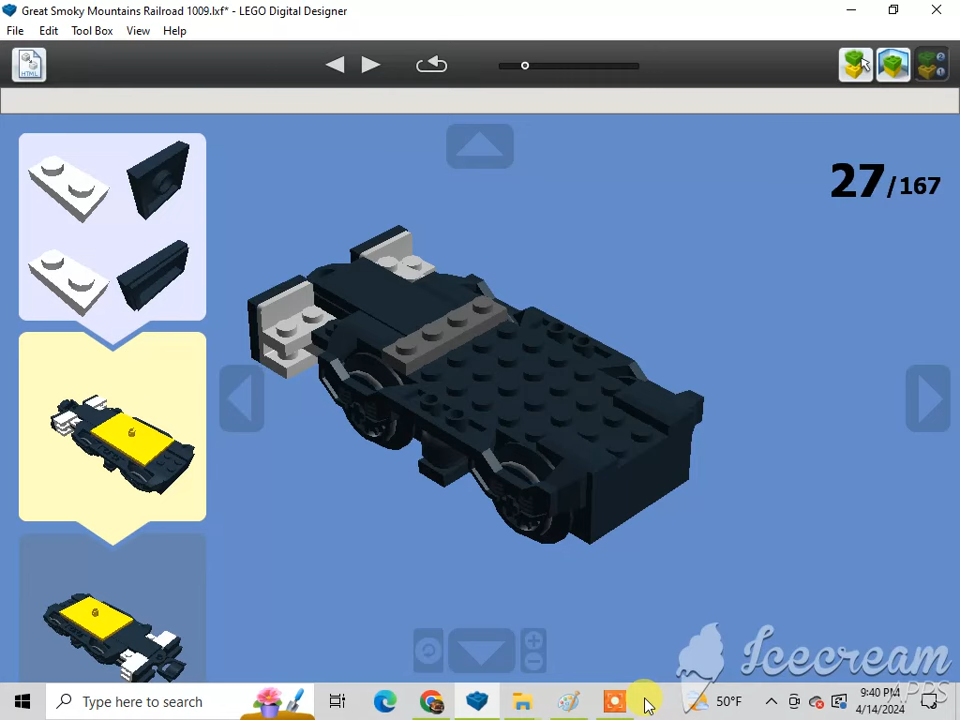 Great Smoky Mountains Railroad 1009.lxf* - LEGO Digital Designer
File Edit Tool Box View Help
HTML
27/167
Icecream
APPS
Type here to search
50°F
9:40 PM
4/14/2024